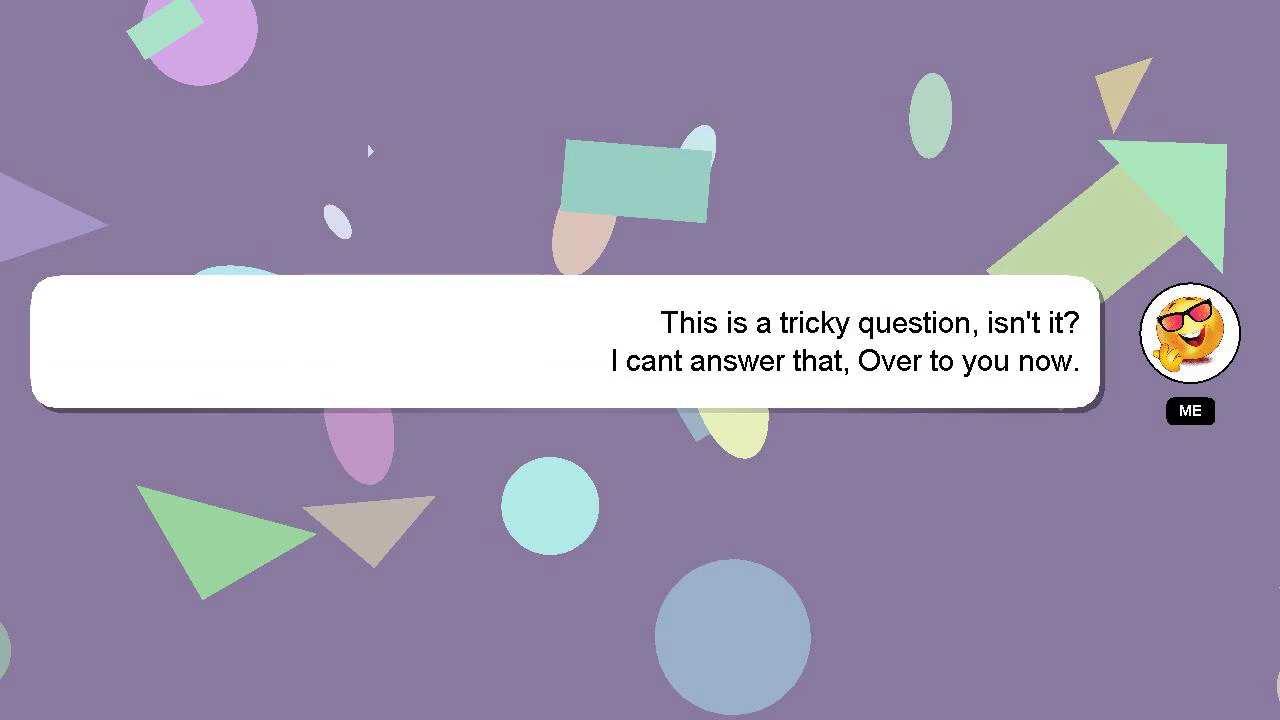 This is a tricky question, isn't it?
I cant answer that, Over to you now.
ME